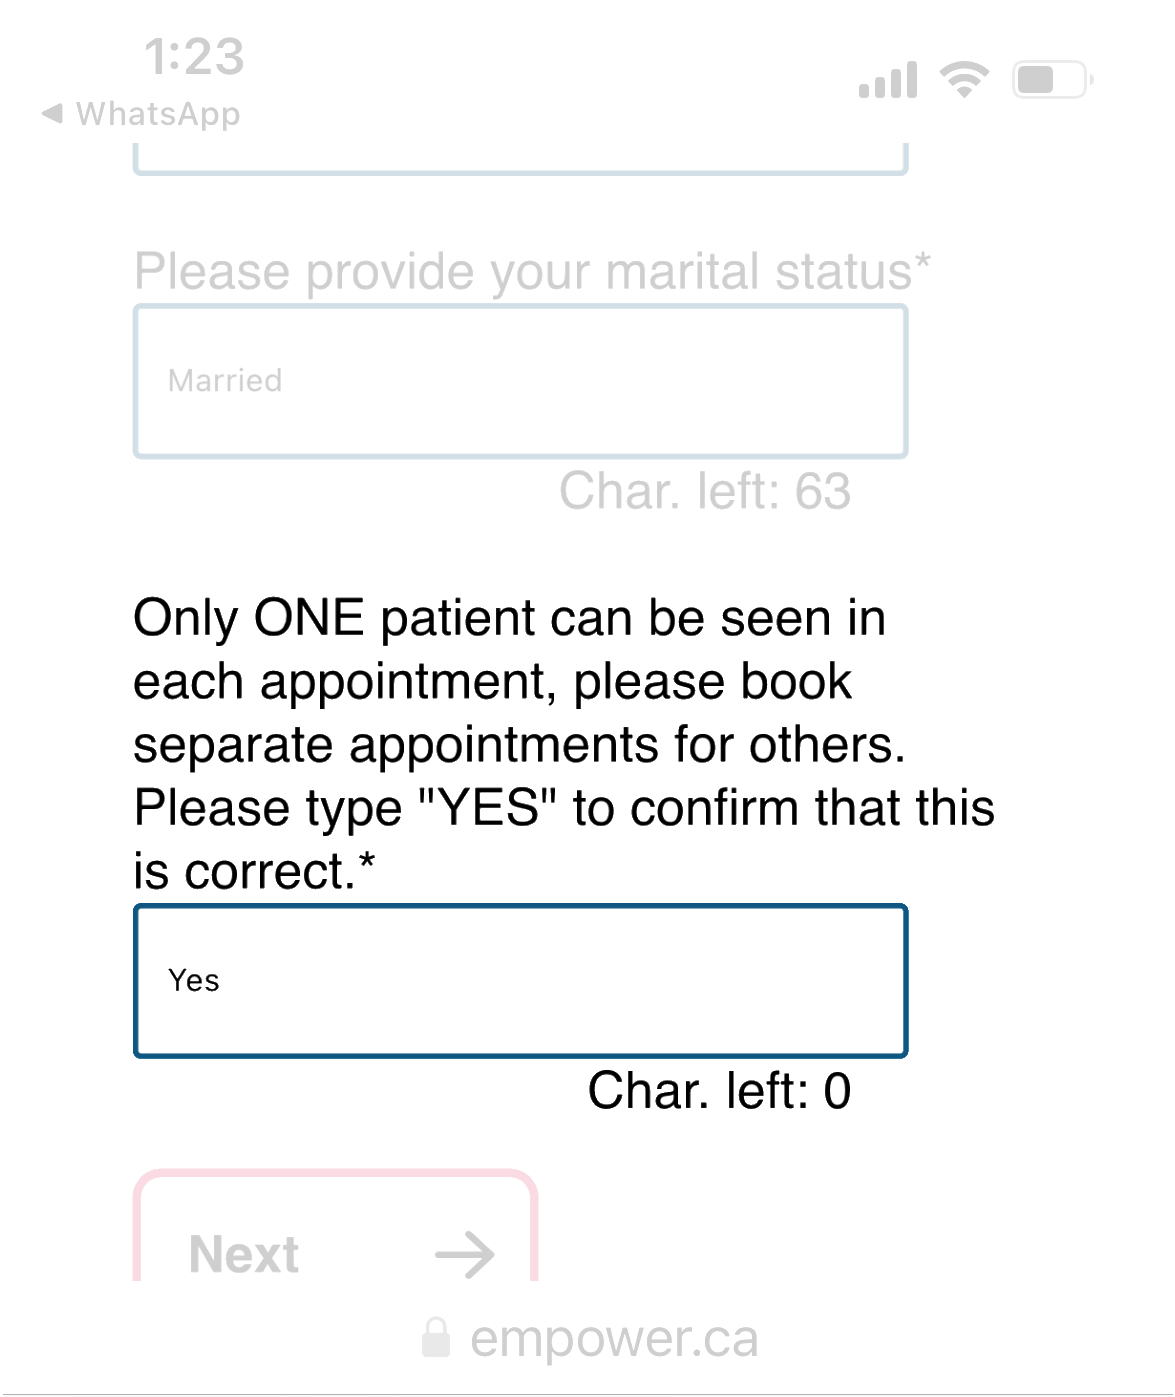 1:23
◀ WhatsApp
Please provide your marital status*
Married
Char. left: 63
Only ONE patient can be seen in
each appointment, please book
separate appointments for others.
Please type "YES" to confirm that this
is correct.*
Yes
Char. left: 0
Next →
empower.ca